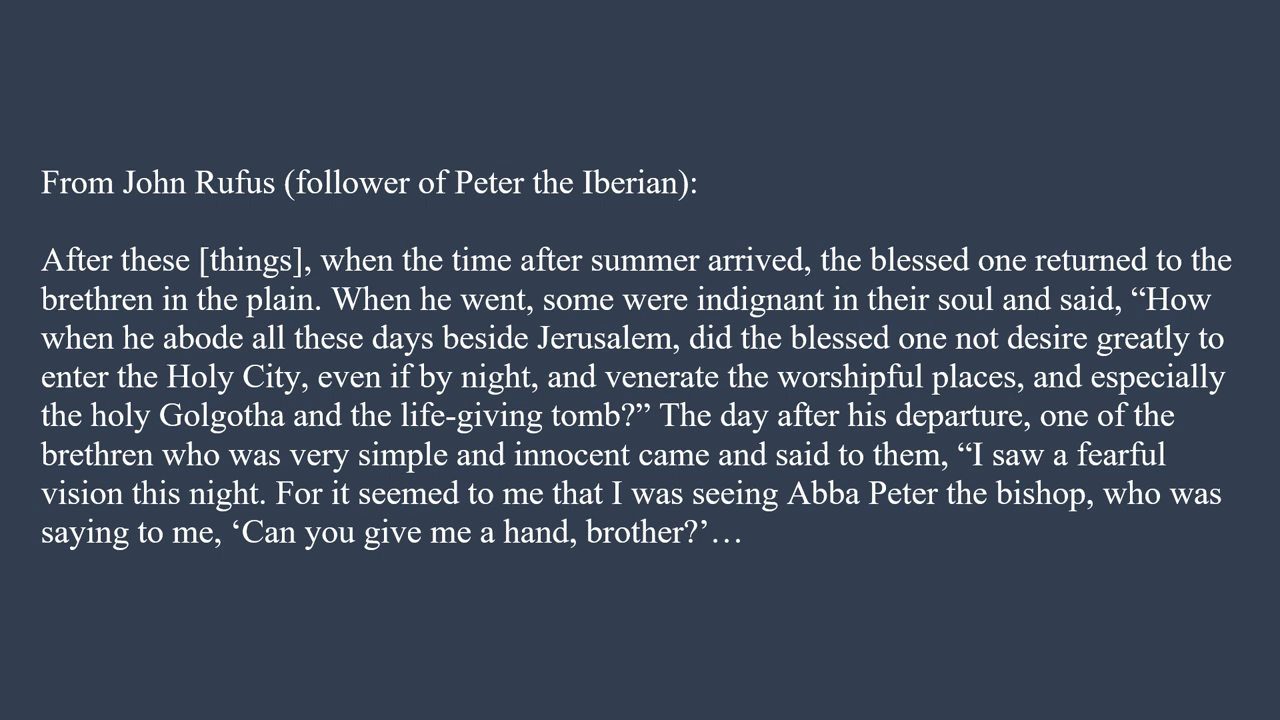 From John Rufus (follower of Peter the Iberian):
After these [things], when the time after summer arrived, the blessed one returned to the
brethren in the plain. When he went, some were indignant in their soul and said, “How
when he abode all these days beside Jerusalem, did the blessed one not desire greatly to
enter the Holy City, even if by night, and venerate the worshipful places, and especially
the holy Golgotha and the life-giving tomb?” The day after his departure, one of the
brethren who was very simple and innocent came and said to them, “I saw a fearful
vision this night. For it seemed to me that I was seeing Abba Peter the bishop, who was
saying to me, ‘Can you give me a hand, brother?’…